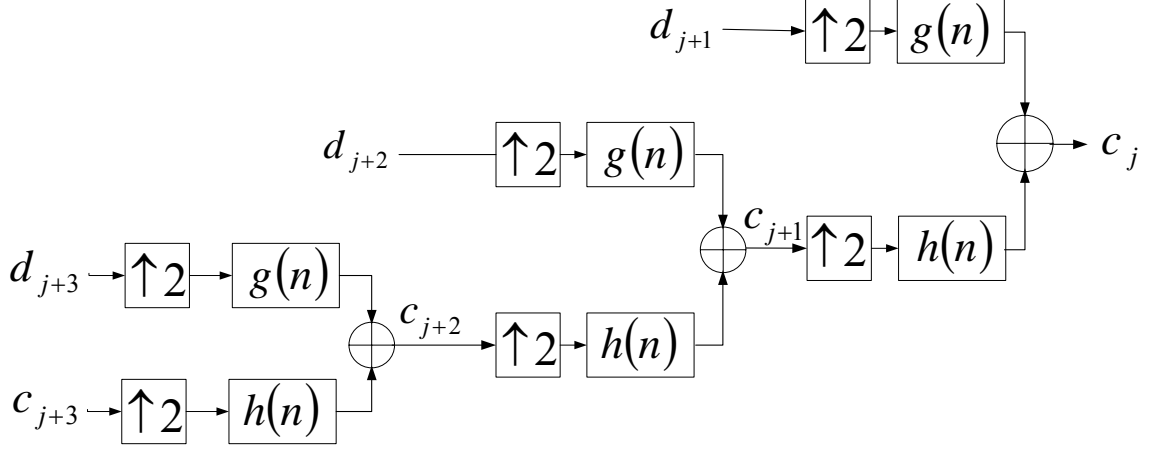 d_{j+1} ↑2 g(n)
c_j
d_{j+2} ↑2 g(n)
c_{j+1} ↑2 h(n)
d_{j+3} ↑2 g(n)
c_{j+2} ↑2 h(n)
c_{j+3} ↑2 h(n)